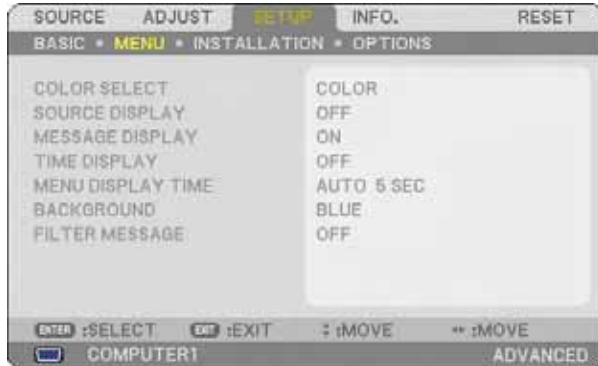 SOURCE ADJUST SETUP INFO. RESET
BASIC • MENU • INSTALLATION • OPTIONS
COLOR SELECT COLOR
SOURCE DISPLAY OFF
MESSAGE DISPLAY ON
TIME DISPLAY OFF
MENU DISPLAY TIME AUTO 5 SEC
BACKGROUND BLUE
FILTER MESSAGE OFF
ENTER :SELECT EXIT :EXIT ↕ :MOVE ↔ :MOVE
COMPUTER1 ADVANCED